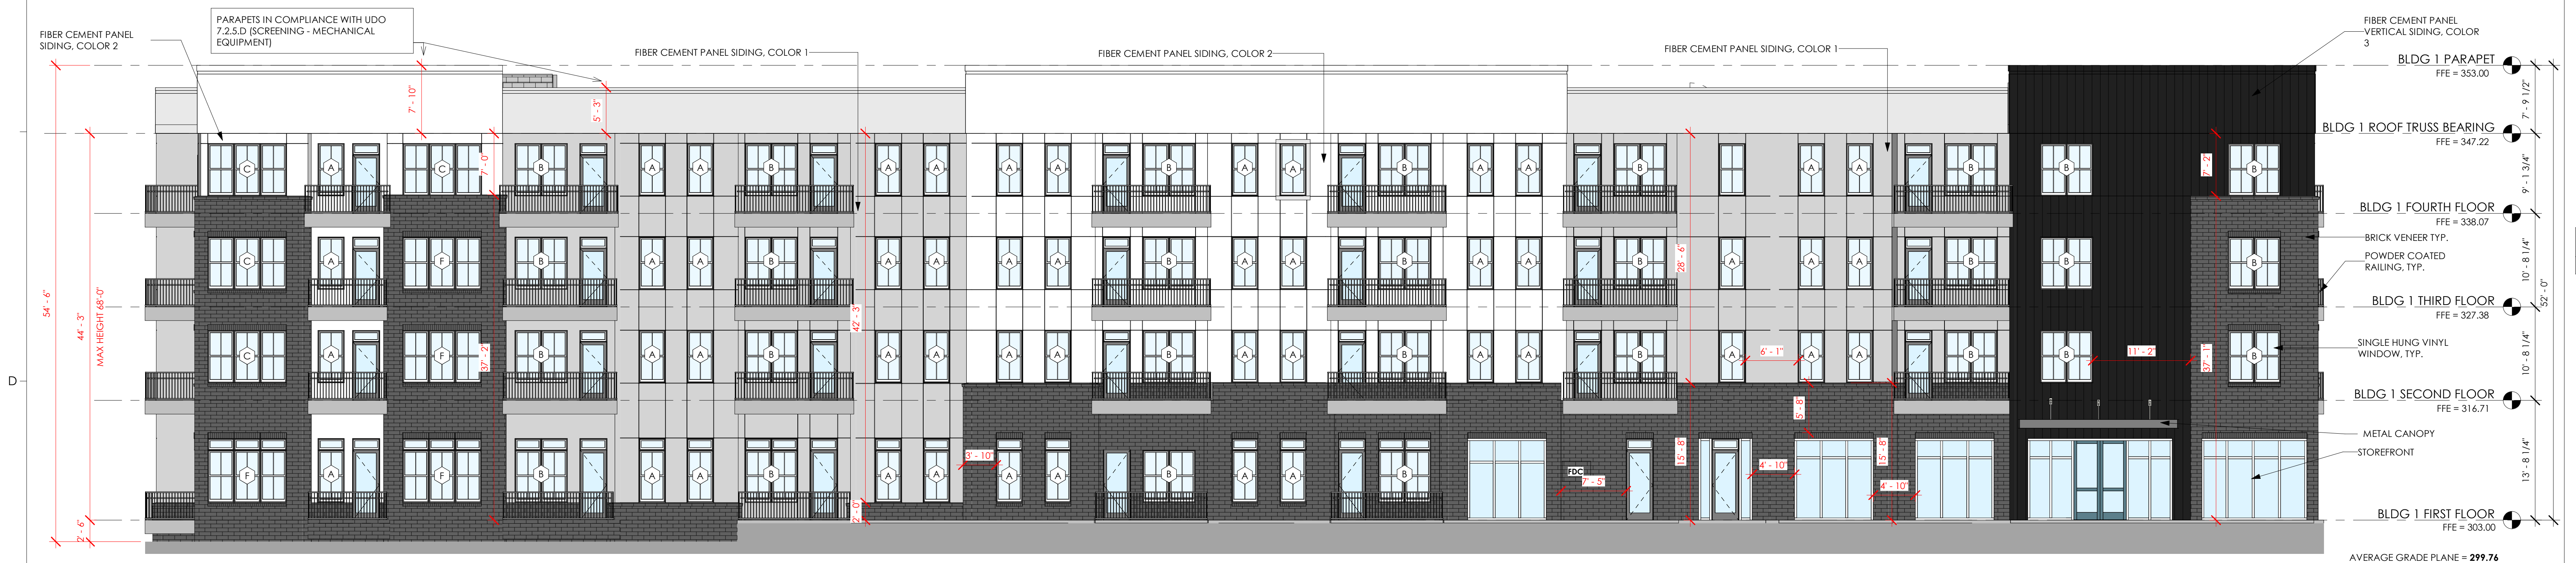 PARAPETS IN COMPLIANCE WITH UDO
7.2.5.D (SCREENING - MECHANICAL
EQUIPMENT)
FIBER CEMENT PANEL
SIDING, COLOR 2
FIBER CEMENT PANEL SIDING, COLOR 1
FIBER CEMENT PANEL SIDING, COLOR 2
FIBER CEMENT PANEL SIDING, COLOR 1
FIBER CEMENT PANEL
VERTICAL SIDING, COLOR
3
BLDG 1 PARAPET
FFE = 353.00
7' - 9 1/2"
BLDG 1 ROOF TRUSS BEARING
FFE = 347.22
9' - 1 3/4"
BLDG 1 FOURTH FLOOR
FFE = 338.07
BRICK VENEER TYP.
POWDER COATED
RAILING, TYP.
10' - 8 1/4"
52' - 0"
BLDG 1 THIRD FLOOR
FFE = 327.38
SINGLE HUNG VINYL
WINDOW, TYP.
10' - 8 1/4"
BLDG 1 SECOND FLOOR
FFE = 316.71
METAL CANOPY
STOREFRONT
13' - 8 1/4"
BLDG 1 FIRST FLOOR
FFE = 303.00
AVERAGE GRADE PLANE = 299.76
D
54' - 6"
44' - 3"
MAX HEIGHT 68'-0"
2' - 6"
7' - 10"
5' - 3"
7' - 0"
37' - 2"
42' - 3"
2' - 0"
3' - 10"
FDC
7' - 5"
28' - 6"
15' - 8"
6' - 1"
5' - 8"
4' - 10"
15' - 8"
4' - 10"
11' - 2"
7' - 2"
37' - 1"
C A C B A A B A A A A B A A B A A B A A A B B B
C A F B A A B A A A A B A A B A A B A A A B B B
C A F B A A B A A A A B A A B A A B A A A B B B
F A F B A A B A A A A B A A B